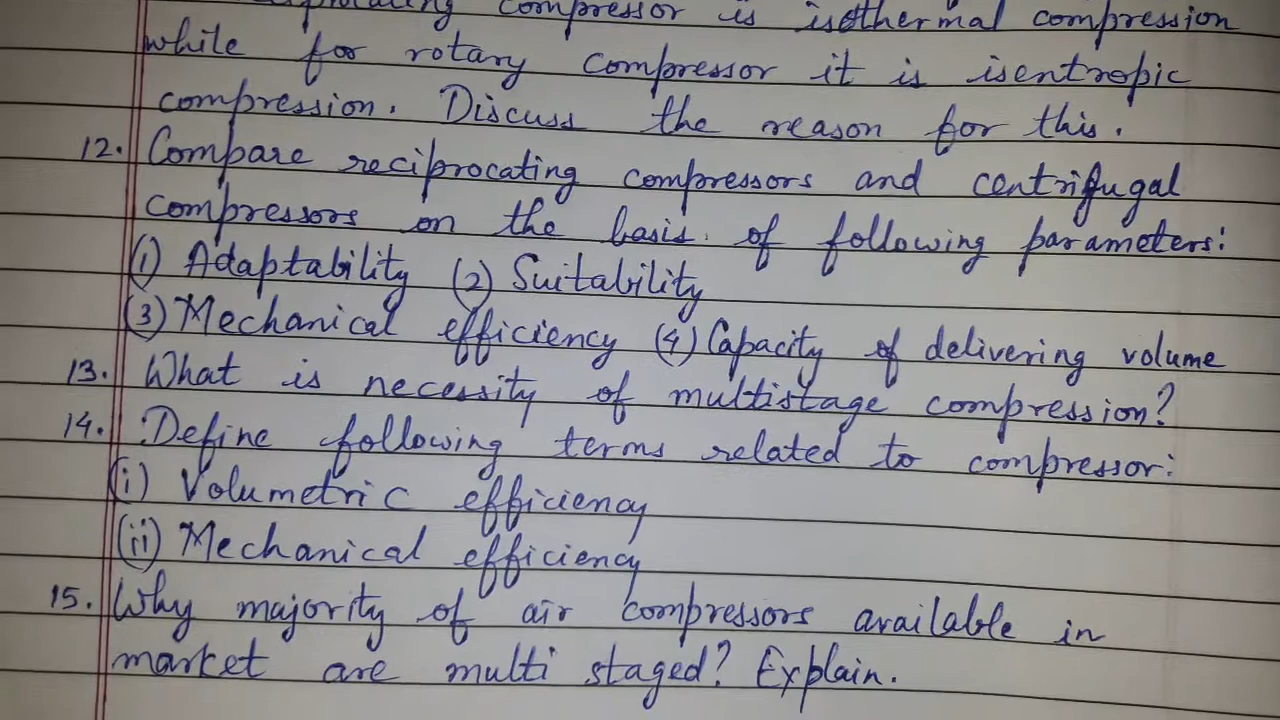 compressor is isothermal compression
while for rotary compressor it is isentropic
compression. Discuss the reason for this.
12. Compare reciprocating compressors and centrifugal
compressors on the basis. of following parameters:
(1) Adaptability (2) Suitability
(3) Mechanical efficiency (4) Capacity of delivering volume
13. What is necessity of multistage compression?
14. Define following terms related to compressor:
(i) Volumetric efficiency
(ii) Mechanical efficiency
15. Why majority of air compressors available in
market are multi staged? Explain.